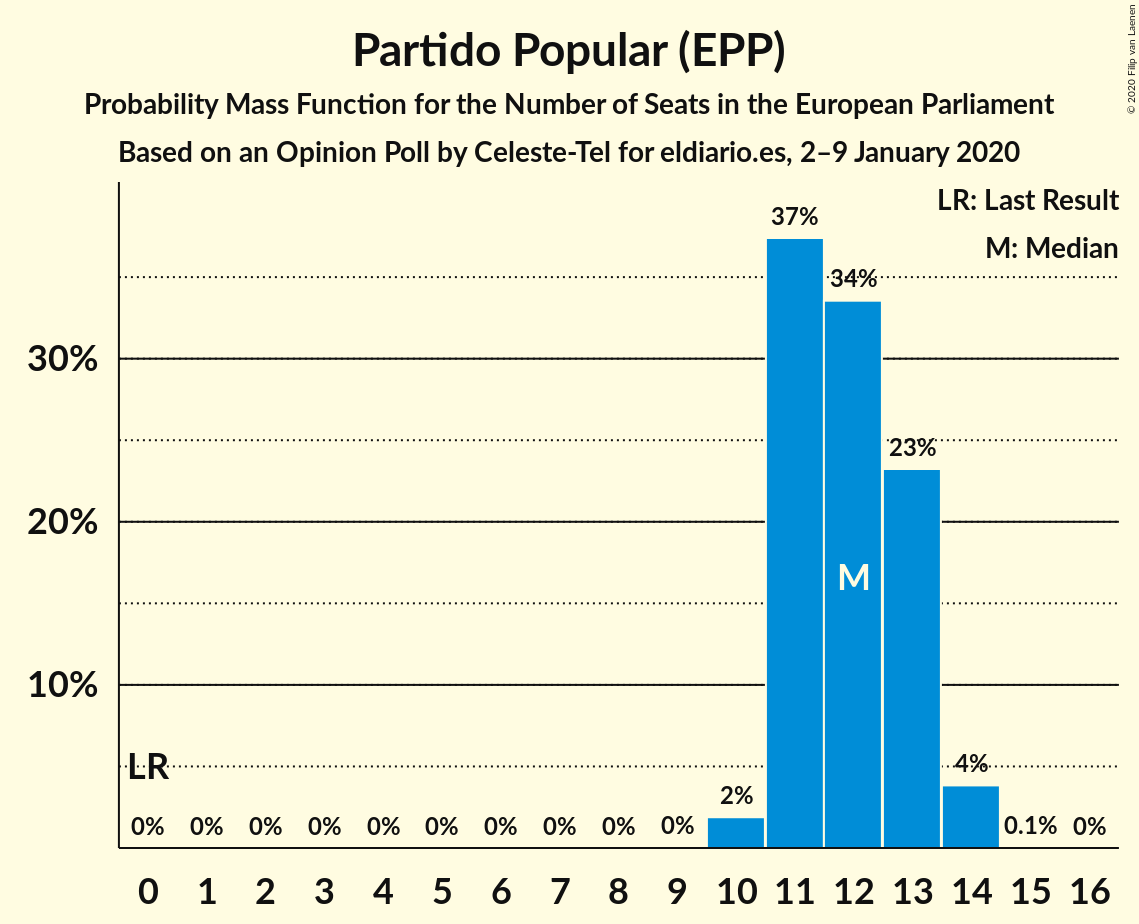 Partido Popular (EPP)
Probability Mass Function for the Number of Seats in the European Parliament
Based on an Opinion Poll by Celeste-Tel for eldiario.es, 2–9 January 2020
© 2020 Filip van Laenen
LR: Last Result
M: Median
37%
34%
30%
23%
20%
M
10%
LR
4%
2%
0% 0% 0% 0% 0% 0% 0% 0% 0% 0% 0.1% 0%
0 1 2 3 4 5 6 7 8 9 10 11 12 13 14 15 16